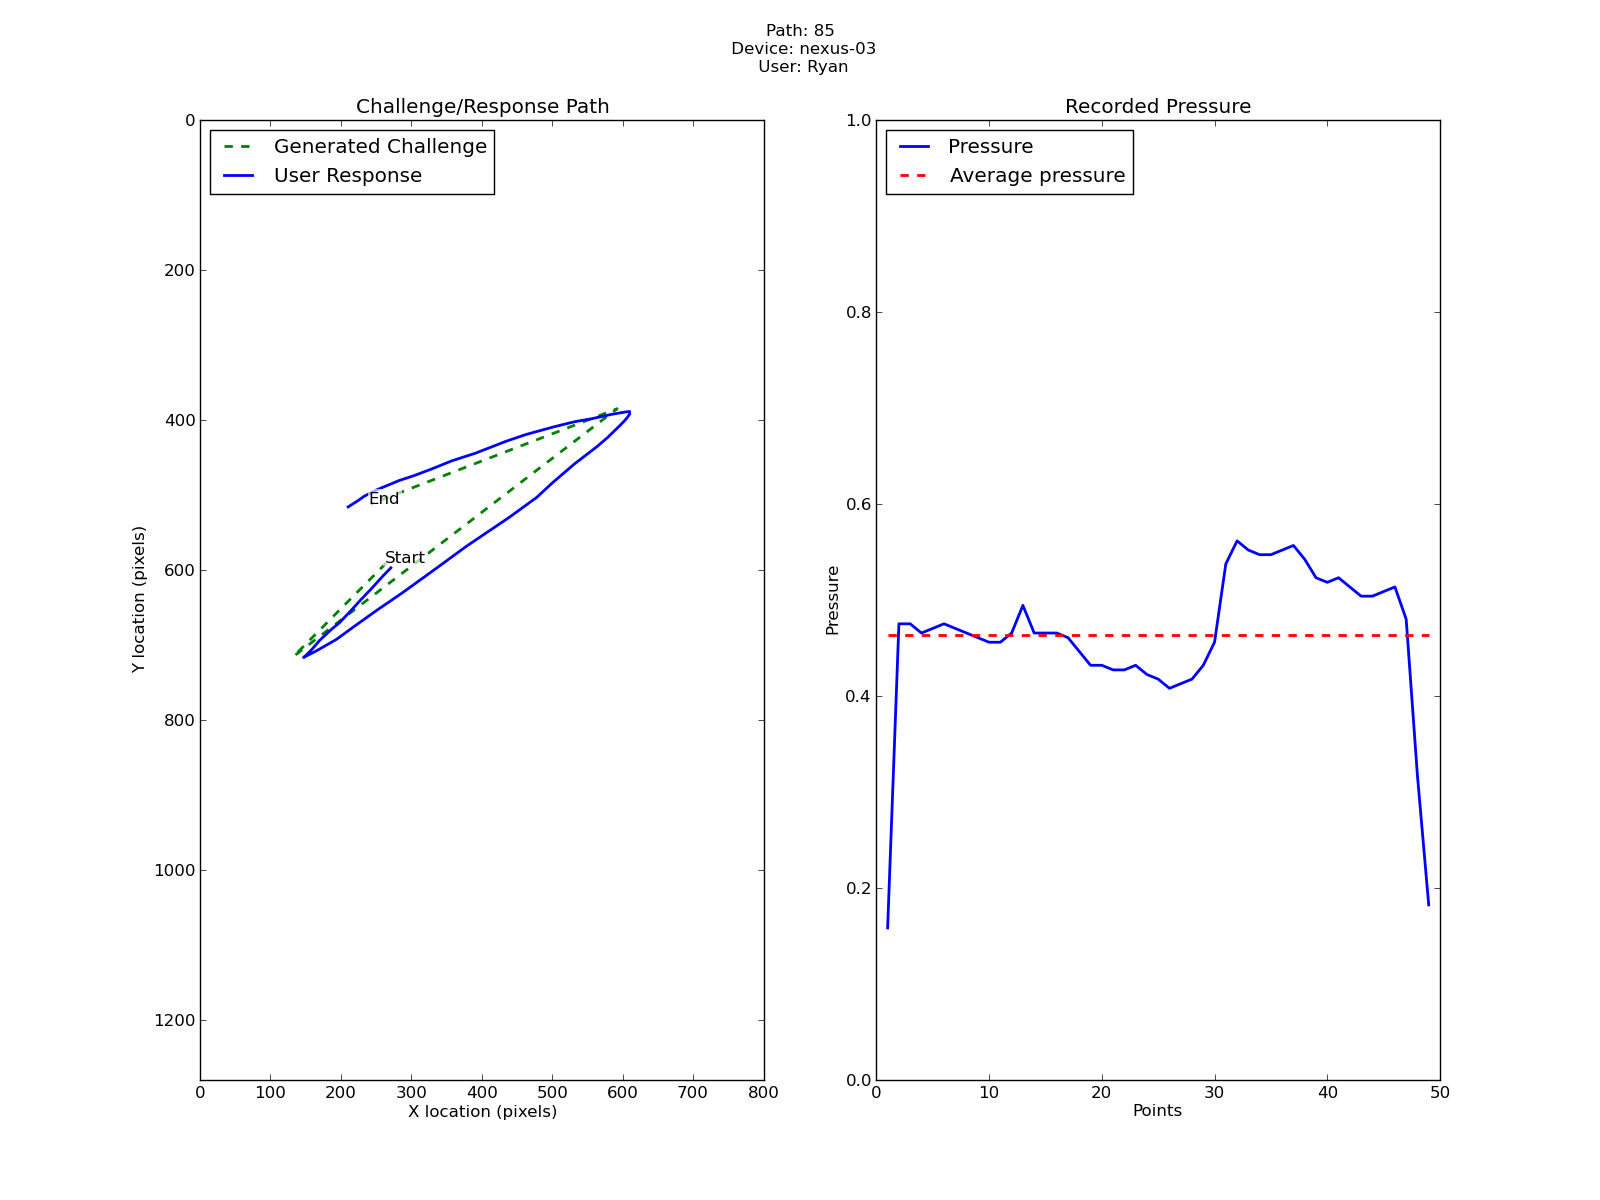 Path: 85
Device: nexus-03
User: Ryan
Challenge/Response Path
Generated Challenge
User Response
0
200
400
600
800
1000
1200
Y location (pixels)
End
Start
0 100 200 300 400 500 600 700 800
X location (pixels)
Recorded Pressure
Pressure
Average pressure
1.0
0.8
0.6
0.4
0.2
0.0
Pressure
0 10 20 30 40 50
Points